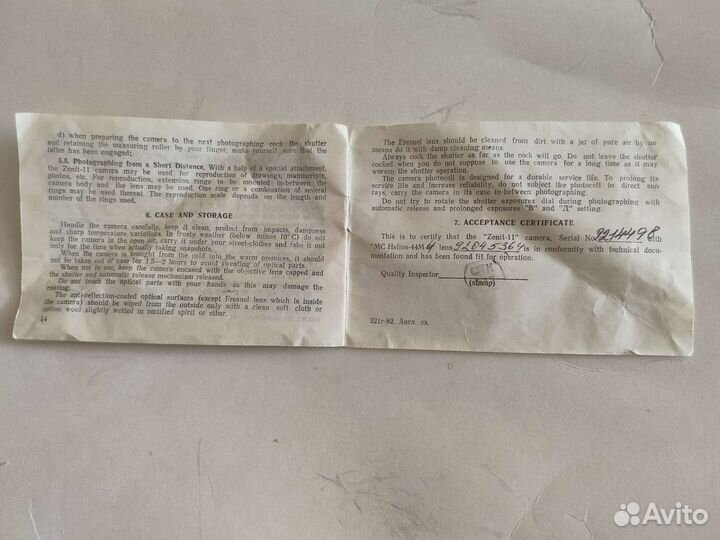 d) when preparing the camera to the next photographing cock the shutter
and retaining the measuring roller by your finger, make yourself sure that the
latter has been engaged;
5.5. Photographing from a Short Distance. With a help of a special attachment,
the Zenit-11 camera may be used for reproduction of drawings, manuscripts,
photos, etc. For reproduction, extension rings to be mounted in-between the
camera body and the lens may be used. One ring or a combination of several
rings may be used thereat. The reproduction scale depends on the length and
number of the rings used.
6. CASE AND STORAGE
Handle the camera carefully, keep it clean, protect from impacts, dampness
and sharp temperature variations. In frosty weather (below minus 10°C) do not
keep the camera in the open air, carry it under your street-clothes and take it out
only for the time when actually taking snapshots.
When the camera is brought from the cold into the warm premices, it should
not be taken out of case for 1.5—2 hours to avoid sweating of optical parts.
When not in use, keep the camera encased with the objective lens capped and
the shutter and automatic release mechanism released.
Do not touch the optical parts with your hands as this may damage the
coating.
The anti-reflection-coated optical surfaces (except Fresnel lens which is inside
the camera) should be wiped from the outside only with a clean soft cloth or
cotton wool slightly wetted in rectified spirit or ether.
14
The Fresnel lens should be cleaned from dirt with a jet of pure air by no
means do it with damp cleaning means.
Always cock the shutter as far as the cock will go. Do not leave the shutter
cocked when you do not suppose to use the camera for a long time as it may
worsen the shutter operation.
The camera photocell is designed for a durable service life. To prolong its
service life and increase reliability, do not subject the photocell to direct sun
rays, carry the camera in its case in-between photographing.
Do not try to rotate the shutter exposures dial during photographing with
automatic release and prolonged exposures "В" and "Д" setting.
7. ACCEPTANCE CERTIFICATE
This is to certify that the "Zenit-11" camera, Serial No. with
"MC Helios-44M4 lens 92045364 is in conformity with technical docu-
mentation and has been found fit for operation.
Quality Inspector
(stamp)
321г-92. Англ. яз.
Avito